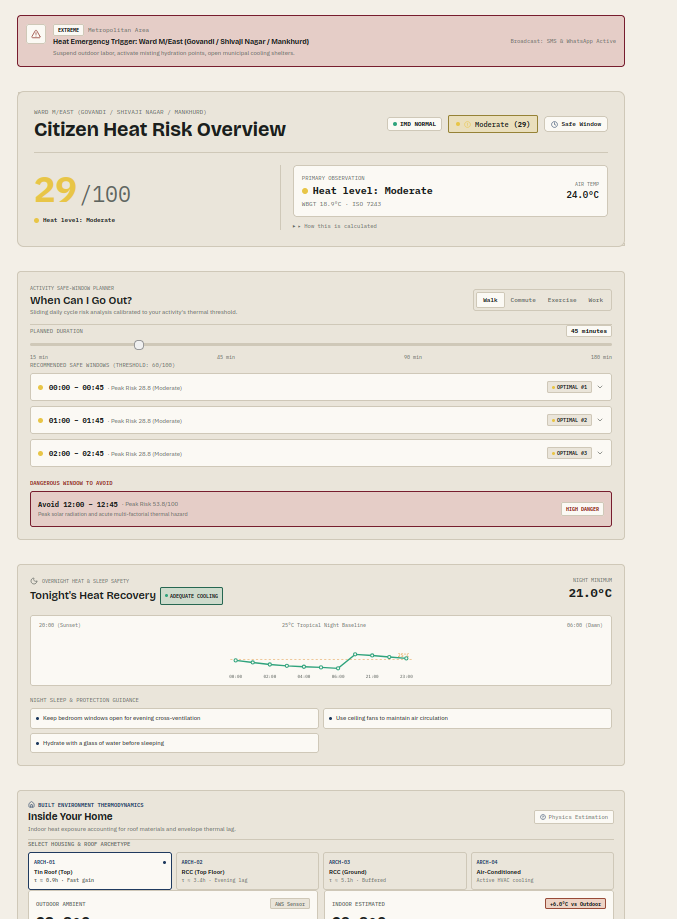 EXTREME Metropolitan Area
Heat Emergency Trigger: Ward M/East (Govandi / Shivaji Nagar / Mankhurd)
Suspend outdoor labor, activate misting hydration points, open municipal cooling shelters.
Broadcast: SMS & WhatsApp Active
WARD M/EAST (GOVANDI / SHIVAJI NAGAR / MANKHURD)
Citizen Heat Risk Overview
IMD NORMAL
Moderate (29)
Safe Window
29/100
Heat level: Moderate
PRIMARY OBSERVATION
Heat level: Moderate
WBGT 18.9°C · ISO 7243
AIR TEMP
24.0°C
How this is calculated
ACTIVITY SAFE-WINDOW PLANNER
When Can I Go Out?
Sliding daily cycle risk analysis calibrated to your activity's thermal threshold.
Walk Commute Exercise Work
PLANNED DURATION
45 minutes
15 min 45 min 90 min 180 min
RECOMMENDED SAFE WINDOWS (THRESHOLD: 60/100)
00:00 – 00:45 · Peak Risk 28.8 (Moderate) OPTIMAL #1
01:00 – 01:45 · Peak Risk 28.8 (Moderate) OPTIMAL #2
02:00 – 02:45 · Peak Risk 28.8 (Moderate) OPTIMAL #3
DANGEROUS WINDOW TO AVOID
Avoid 12:00 – 12:45 · Peak Risk 53.8/100
Peak solar radiation and acute multi-factorial thermal hazard
HIGH DANGER
OVERNIGHT HEAT & SLEEP SAFETY
Tonight's Heat Recovery ADEQUATE COOLING
NIGHT MINIMUM
21.0°C
20:00 (Sunset) 25°C Tropical Night Baseline 06:00 (Dawn)
00:00 02:00 04:00 06:00 21:00 23:00
NIGHT SLEEP & PROTECTION GUIDANCE
Keep bedroom windows open for evening cross-ventilation
Use ceiling fans to maintain air circulation
Hydrate with a glass of water before sleeping
BUILT ENVIRONMENT THERMODYNAMICS
Inside Your Home
Indoor heat exposure accounting for roof materials and envelope thermal lag.
Physics Estimation
SELECT HOUSING & ROOF ARCHETYPE
ARCH-01
Tin Roof (Top)
τ = 0.9h · Fast gain
ARCH-02
RCC (Top Floor)
τ = 3.2h · Evening lag
ARCH-03
RCC (Ground)
τ = 5.1h · Buffered
ARCH-04
Air-Conditioned
Active HVAC cooling
OUTDOOR AMBIENT AWS Sensor
INDOOR ESTIMATED +6.0°C vs Outdoor